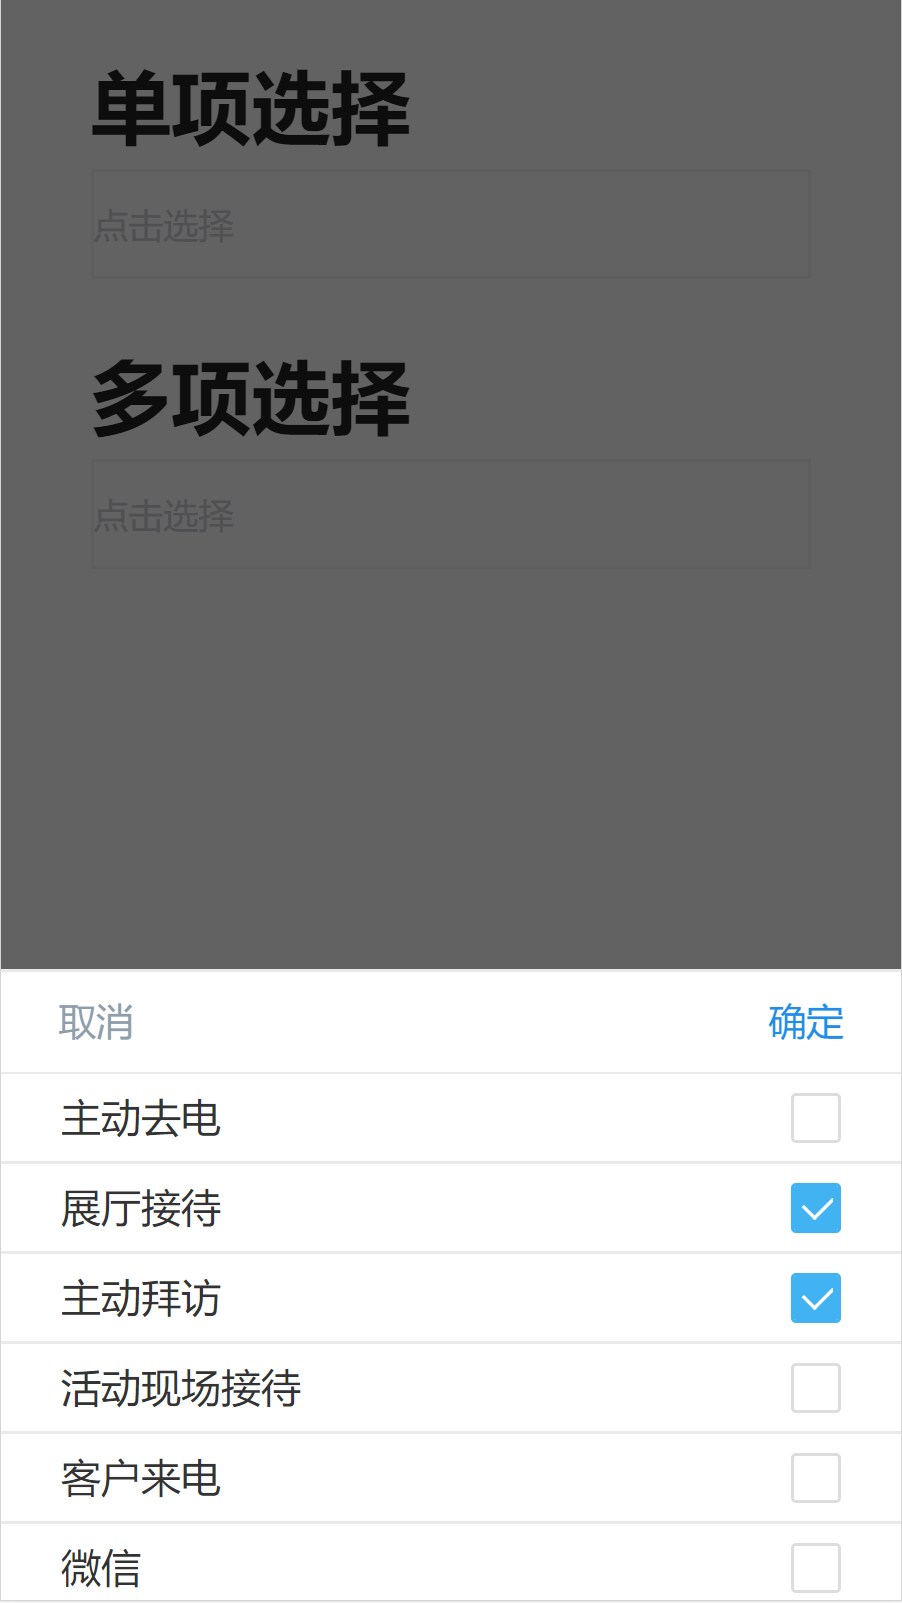 单项选择
点击选择
多项选择
点击选择
取消 确定
主动去电
展厅接待
主动拜访
活动现场接待
客户来电
微信